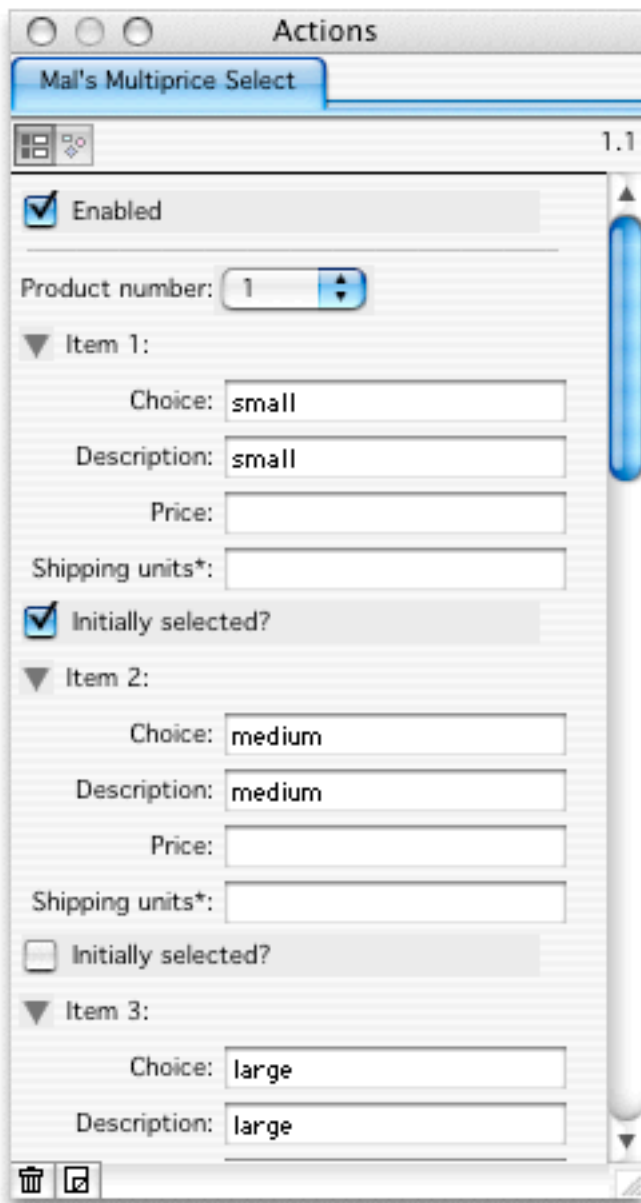 Actions
Mal's Multiprice Select
1.1
Enabled
Product number: 1
Item 1:
Choice: small
Description: small
Price:
Shipping units*:
Initially selected?
Item 2:
Choice: medium
Description: medium
Price:
Shipping units*:
Initially selected?
Item 3:
Choice: large
Description: large